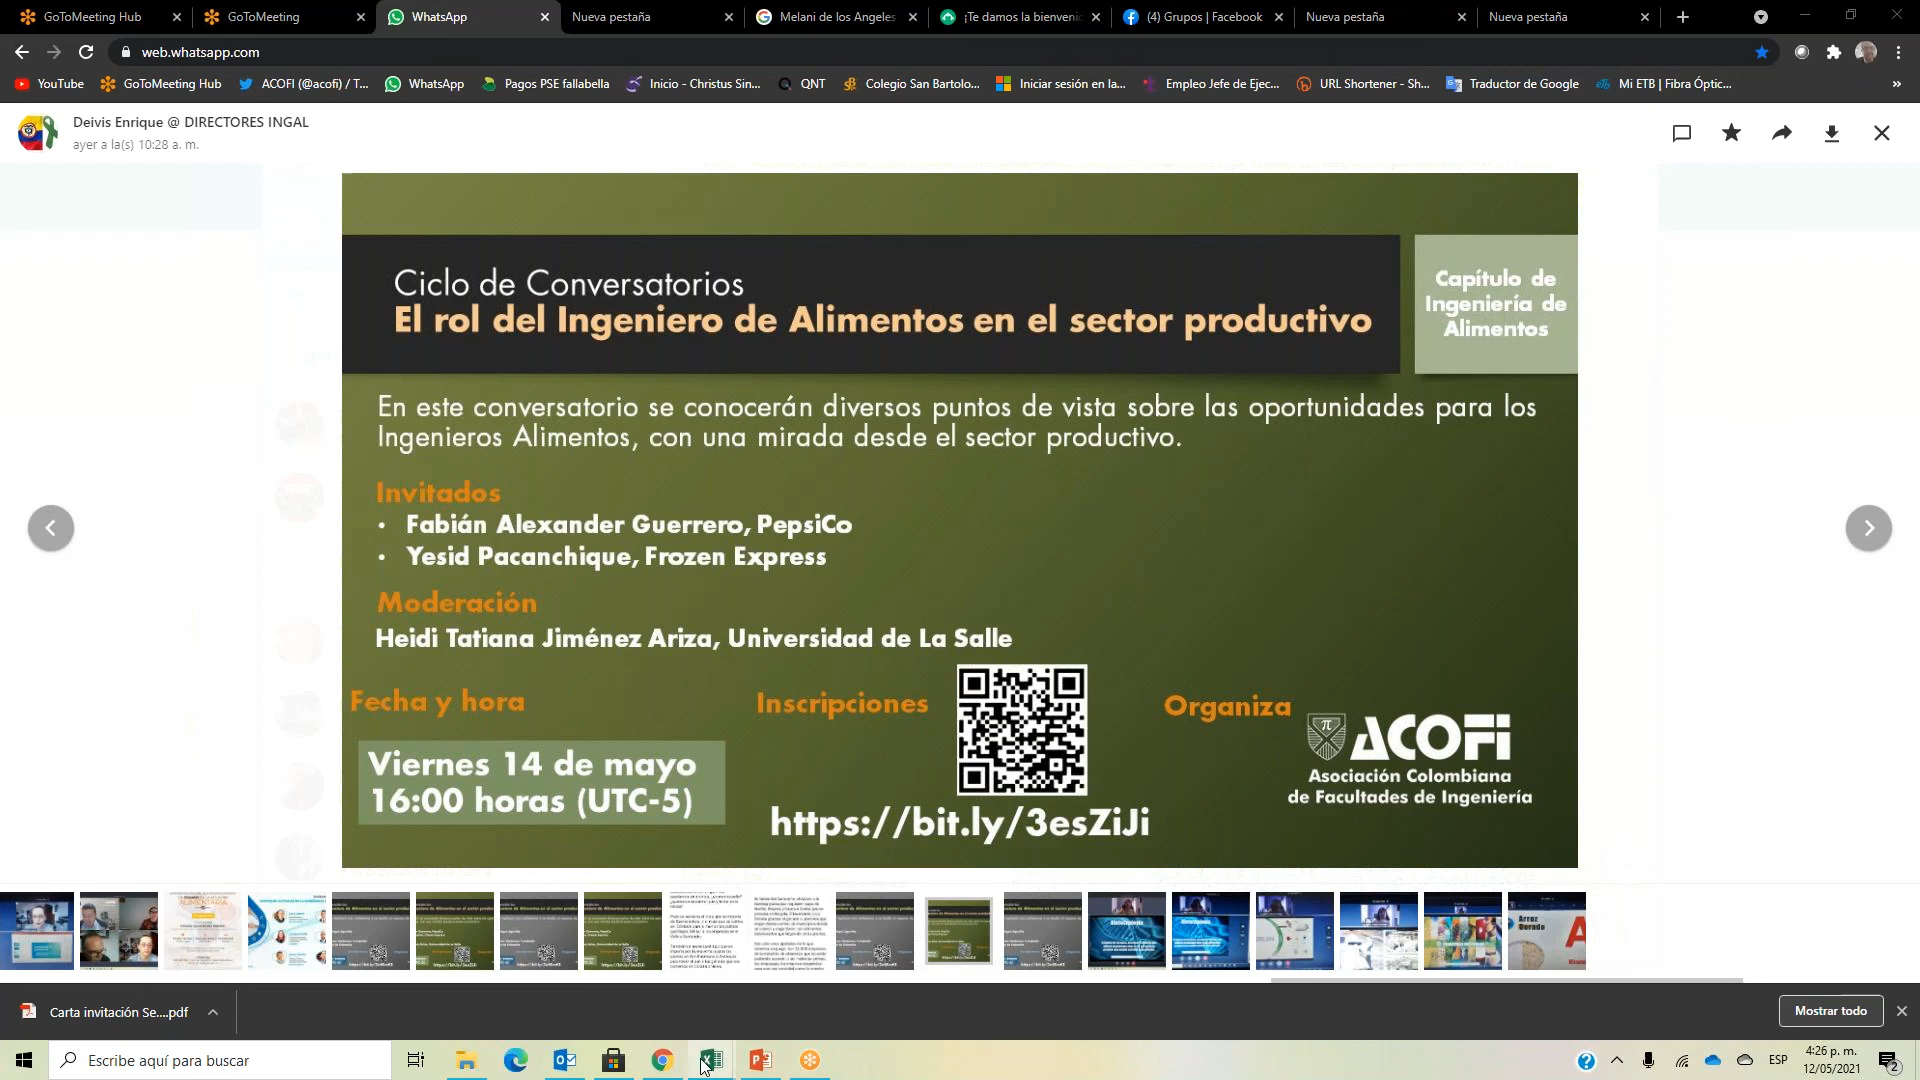 GoToMeeting Hub
GoToMeeting
WhatsApp
Nueva pestaña
Melani de los Angeles
¡Te damos la bienveni
(4) Grupos | Facebook
Nueva pestaña
Nueva pestaña
web.whatsapp.com
YouTube
GoToMeeting Hub
ACOFI (@acofi) / T...
WhatsApp
Pagos PSE fallabella
Inicio - Christus Sin...
QNT
Colegio San Bartolo...
Iniciar sesión en la...
Empleo Jefe de Ejec...
URL Shortener - Sh...
Traductor de Google
Mi ETB | Fibra Óptic...
Deivis Enrique @ DIRECTORES INGAL
ayer a la(s) 10:28 a. m.
Ciclo de Conversatorios
El rol del Ingeniero de Alimentos en el sector productivo
Capítulo de
Ingeniería de
Alimentos
En este conversatorio se conocerán diversos puntos de vista sobre las oportunidades para los
Ingenieros Alimentos, con una mirada desde el sector productivo.
Invitados
• Fabián Alexander Guerrero, PepsiCo
• Yesid Pacanchique, Frozen Express
Moderación
Heidi Tatiana Jiménez Ariza, Universidad de La Salle
Fecha y hora
Viernes 14 de mayo
16:00 horas (UTC-5)
Inscripciones
https://bit.ly/3esZiJi
Organiza
π
ACOFI
Asociación Colombiana
de Facultades de Ingeniería
Arroz
Dorado
Carta invitación Se....pdf
Mostrar todo
Escribe aquí para buscar
ESP
4:26 p. m.
12/05/2021
2